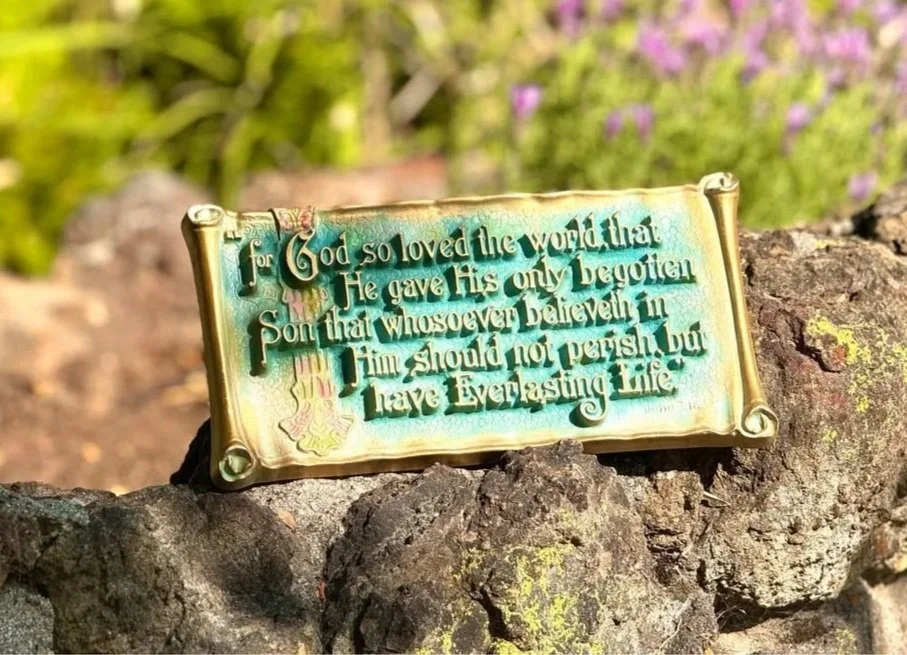 "for God so loved the world, that
He gave His only begotten
Son that whosoever believeth in
Him, should not perish, but
have Everlasting Life."